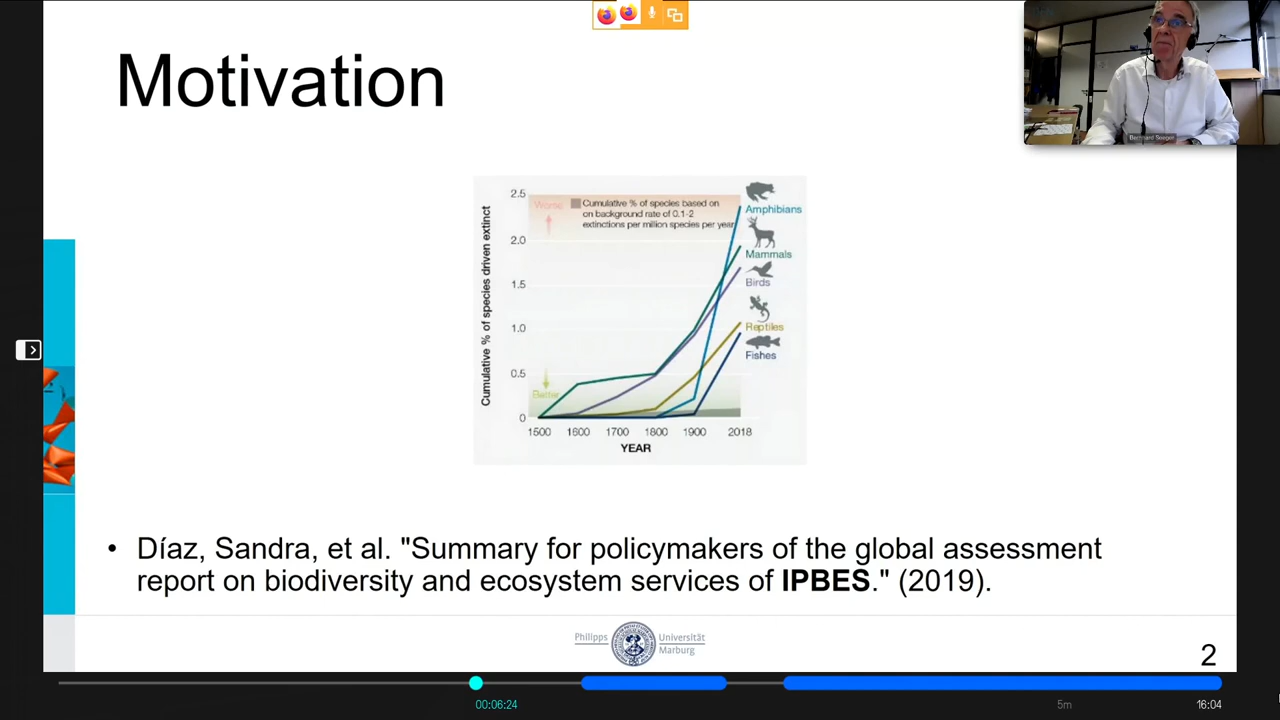 Motivation
Bernhard Seeger
2.5
2.0
1.5
1.0
0.5
0
Cumulative % of species driven extinct
Worse
Cumulative % of species based on
on background rate of 0.1-2
extinctions per million species per year
Better
Amphibians
Mammals
Birds
Reptiles
Fishes
1500 1600 1700 1800 1900 2018
YEAR
• Díaz, Sandra, et al. "Summary for policymakers of the global assessment
report on biodiversity and ecosystem services of IPBES." (2019).
Philipps Universität
Marburg
2
00:06:24
5m
16:04